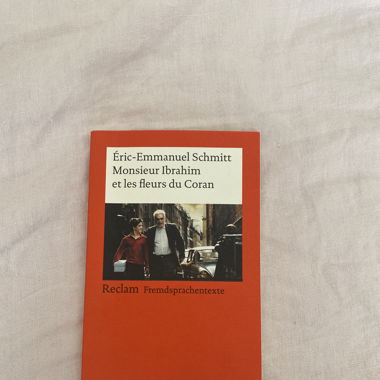 Éric-Emmanuel Schmitt
Monsieur Ibrahim
et les fleurs du Coran
Reclam Fremdsprachentexte